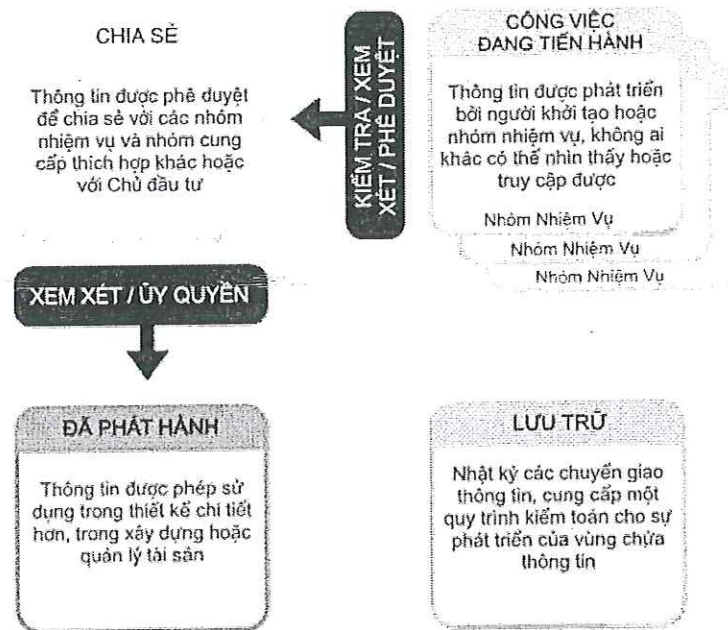 CHIA SẺ
Thông tin được phê duyệt
để chia sẻ với các nhóm
nhiệm vụ và nhóm cung
cấp thích hợp khác hoặc
với Chủ đầu tư
KIỂM TRA / XEM
XÉT / PHÊ DUYỆT
CÔNG VIỆC
ĐANG TIẾN HÀNH
Thông tin được phát triển
bởi người khởi tạo hoặc
nhóm nhiệm vụ, không ai
khác có thể nhìn thấy hoặc
truy cập được
Nhóm Nhiệm Vụ
Nhóm Nhiệm Vụ
Nhóm Nhiệm Vụ
XEM XÉT / ỦY QUYỀN
ĐÃ PHÁT HÀNH
Thông tin được phép sử
dụng trong thiết kế chi tiết
hơn, trong xây dựng hoặc
quản lý tài sản
LƯU TRỮ
Nhật ký các chuyển giao
thông tin, cung cấp một
quy trình kiểm toán cho sự
phát triển của vùng chứa
thông tin